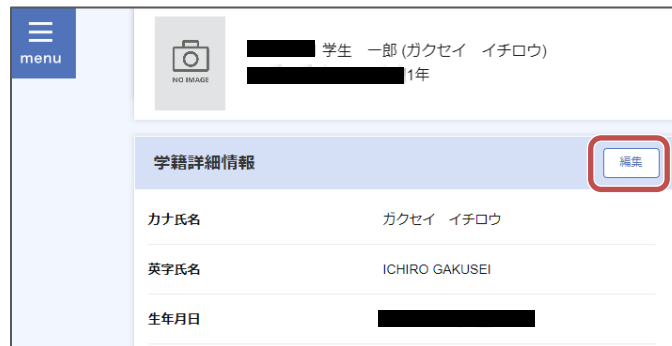 menu
NO IMAGE
学生　一郎 (ガクセイ　イチロウ)
1年
学籍詳細情報
編集
カナ氏名 ガクセイ　イチロウ
英字氏名 ICHIRO GAKUSEI
生年月日